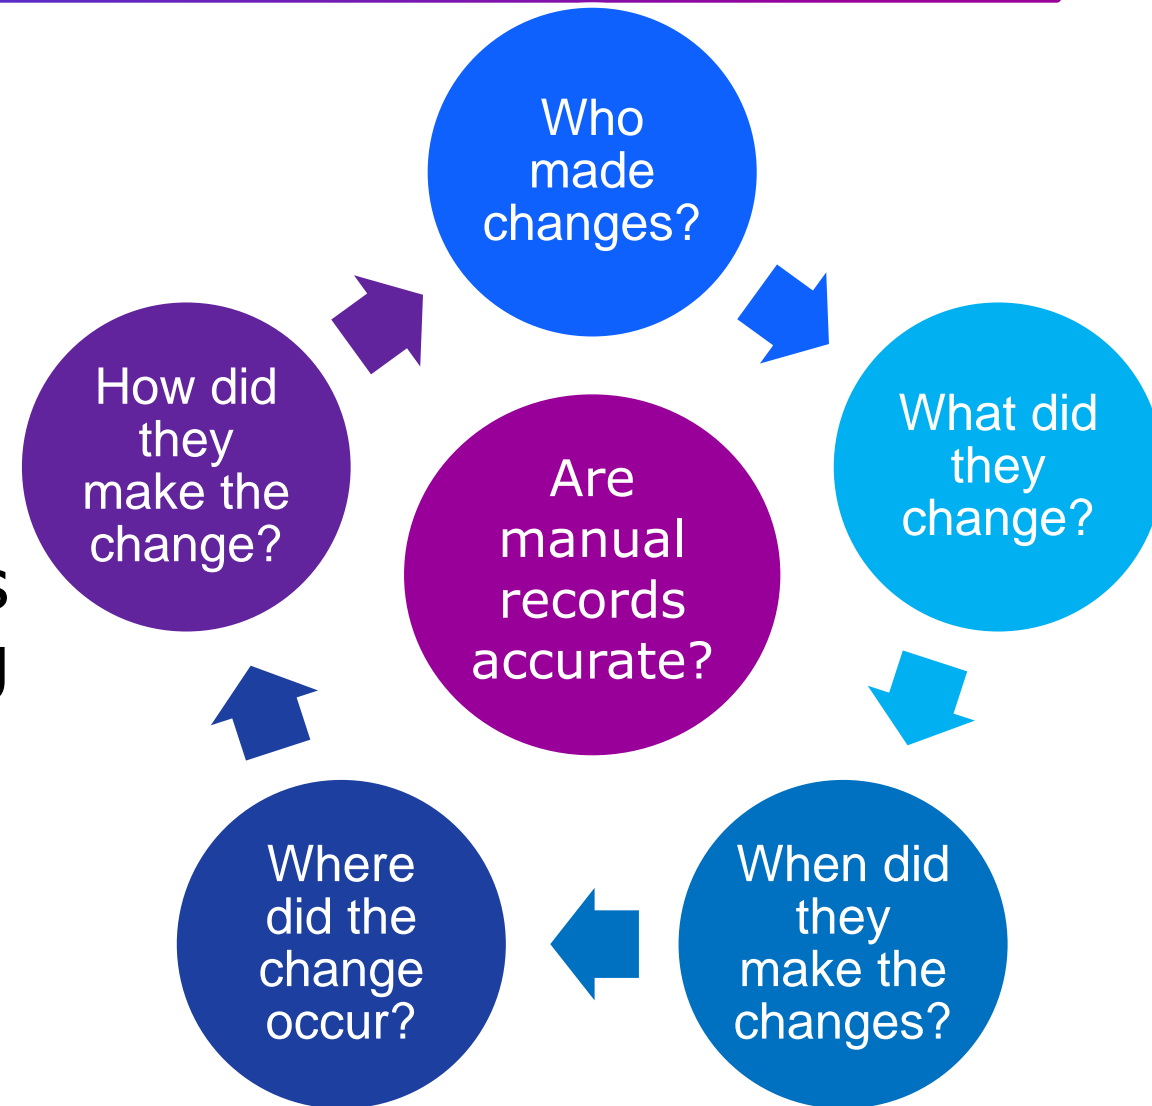 Who
made
changes?
What did
they
change?
When did
they
make the
changes?
Where
did the
change
occur?
How did
they
make the
change?
Are
manual
records
accurate?